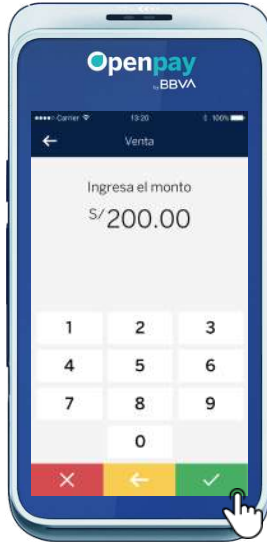 Openpay
by BBVA
Carrier 13:20 100%
Venta
Ingresa el monto
S/200.00
1 2 3
4 5 6
7 8 9
0